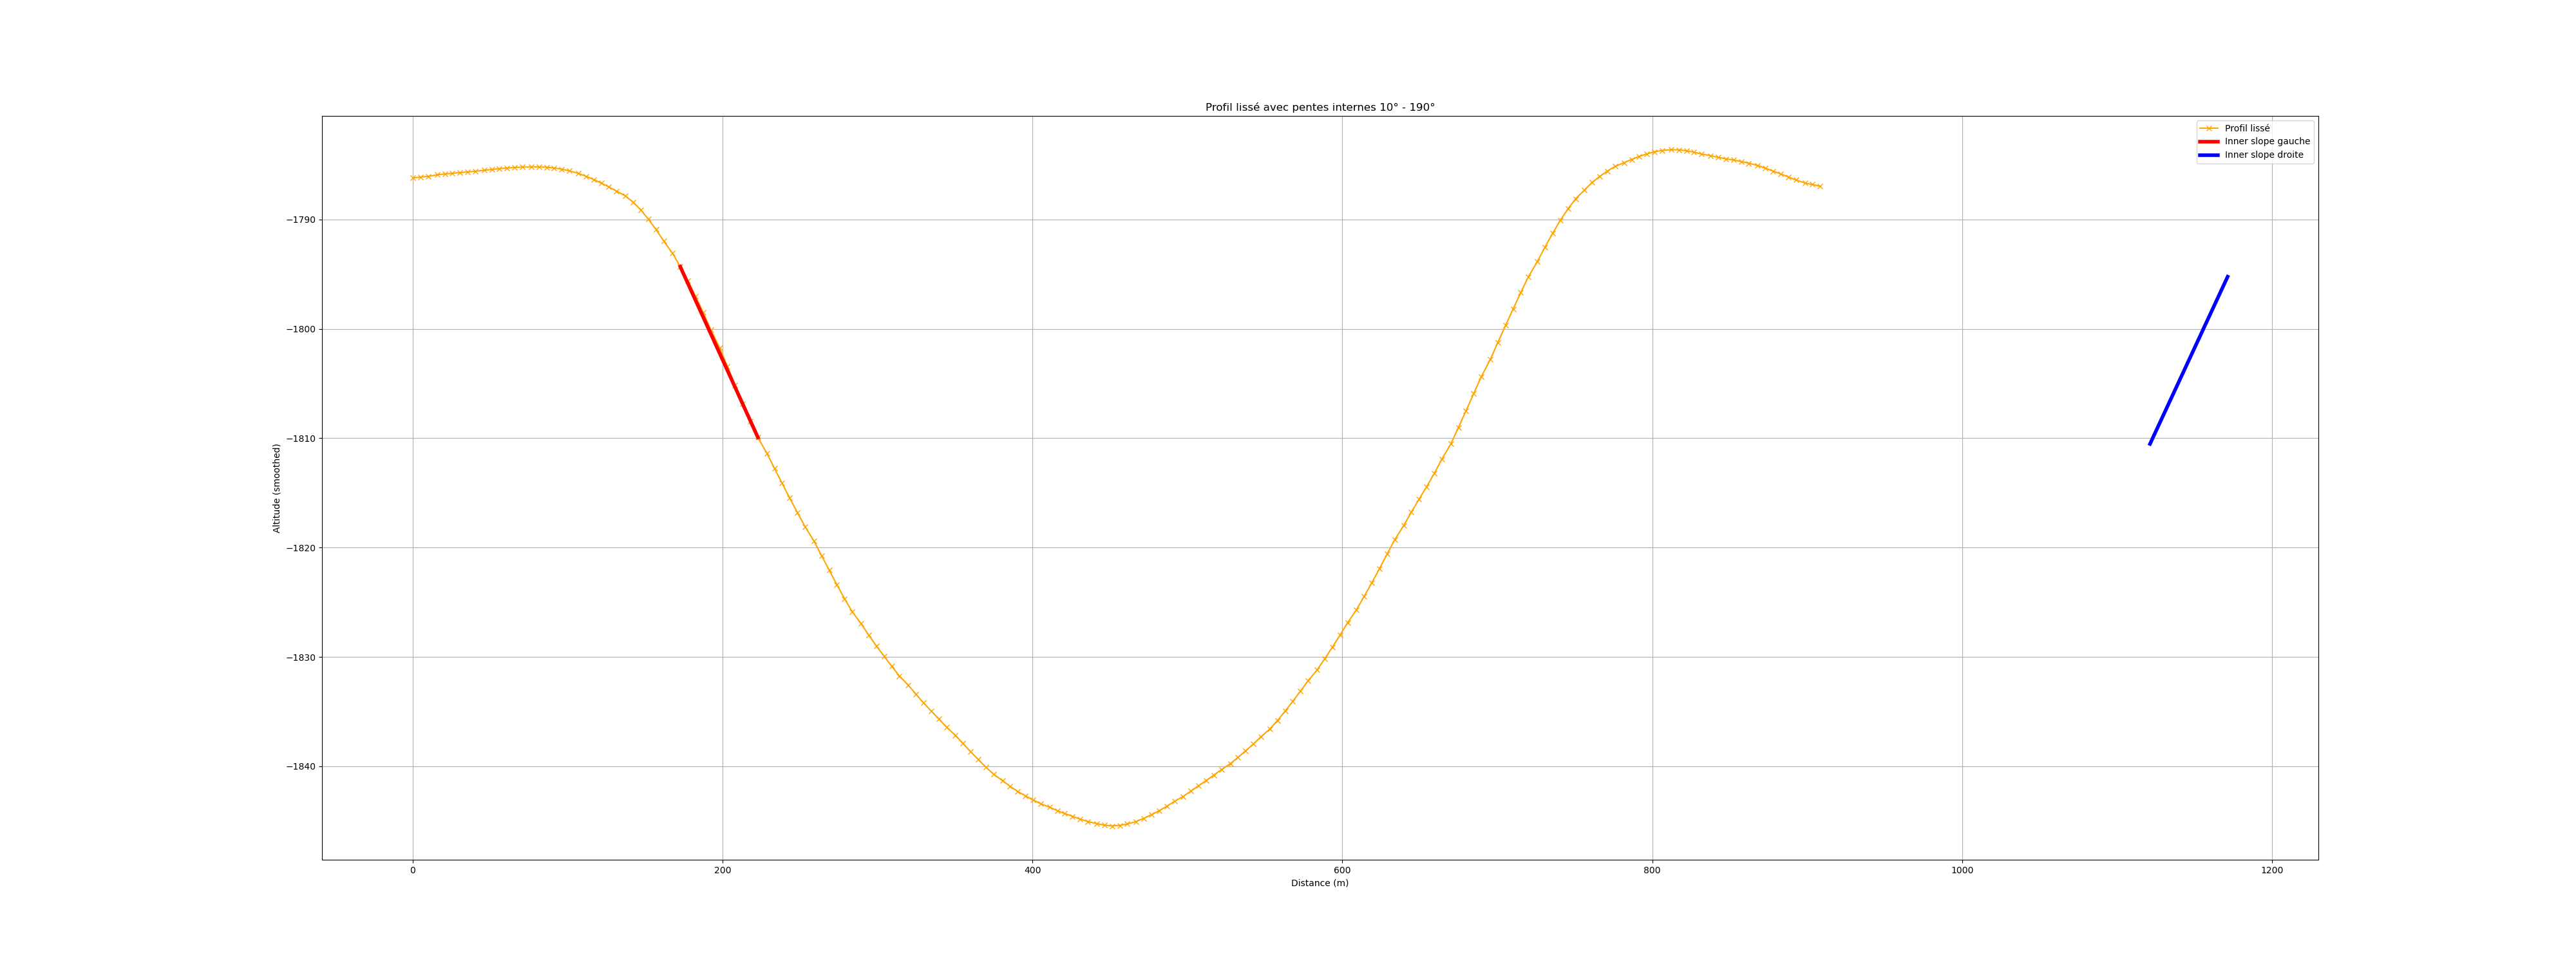 Profil lissé avec pentes internes 10° - 190°
Profil lissé
Inner slope gauche
Inner slope droite
Altitude (smoothed)
−1790
−1800
−1810
−1820
−1830
−1840
0
200
400
600
800
1000
1200
Distance (m)